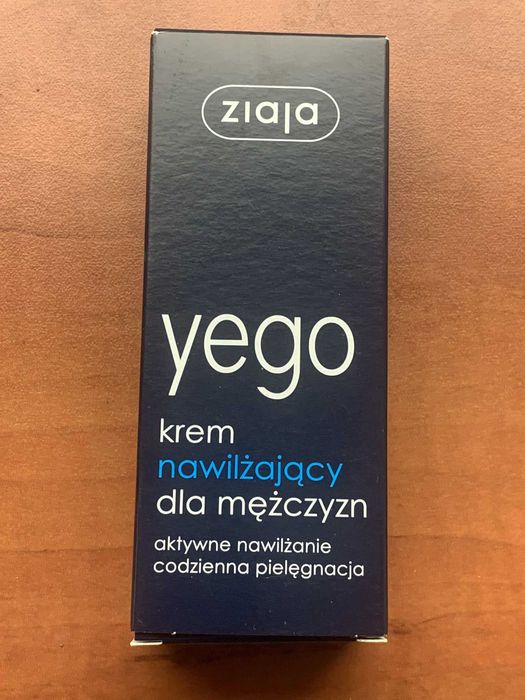 ziaja
yego
krem
nawilżający
dla mężczyzn
aktywne nawilżanie
codzienna pielęgnacja